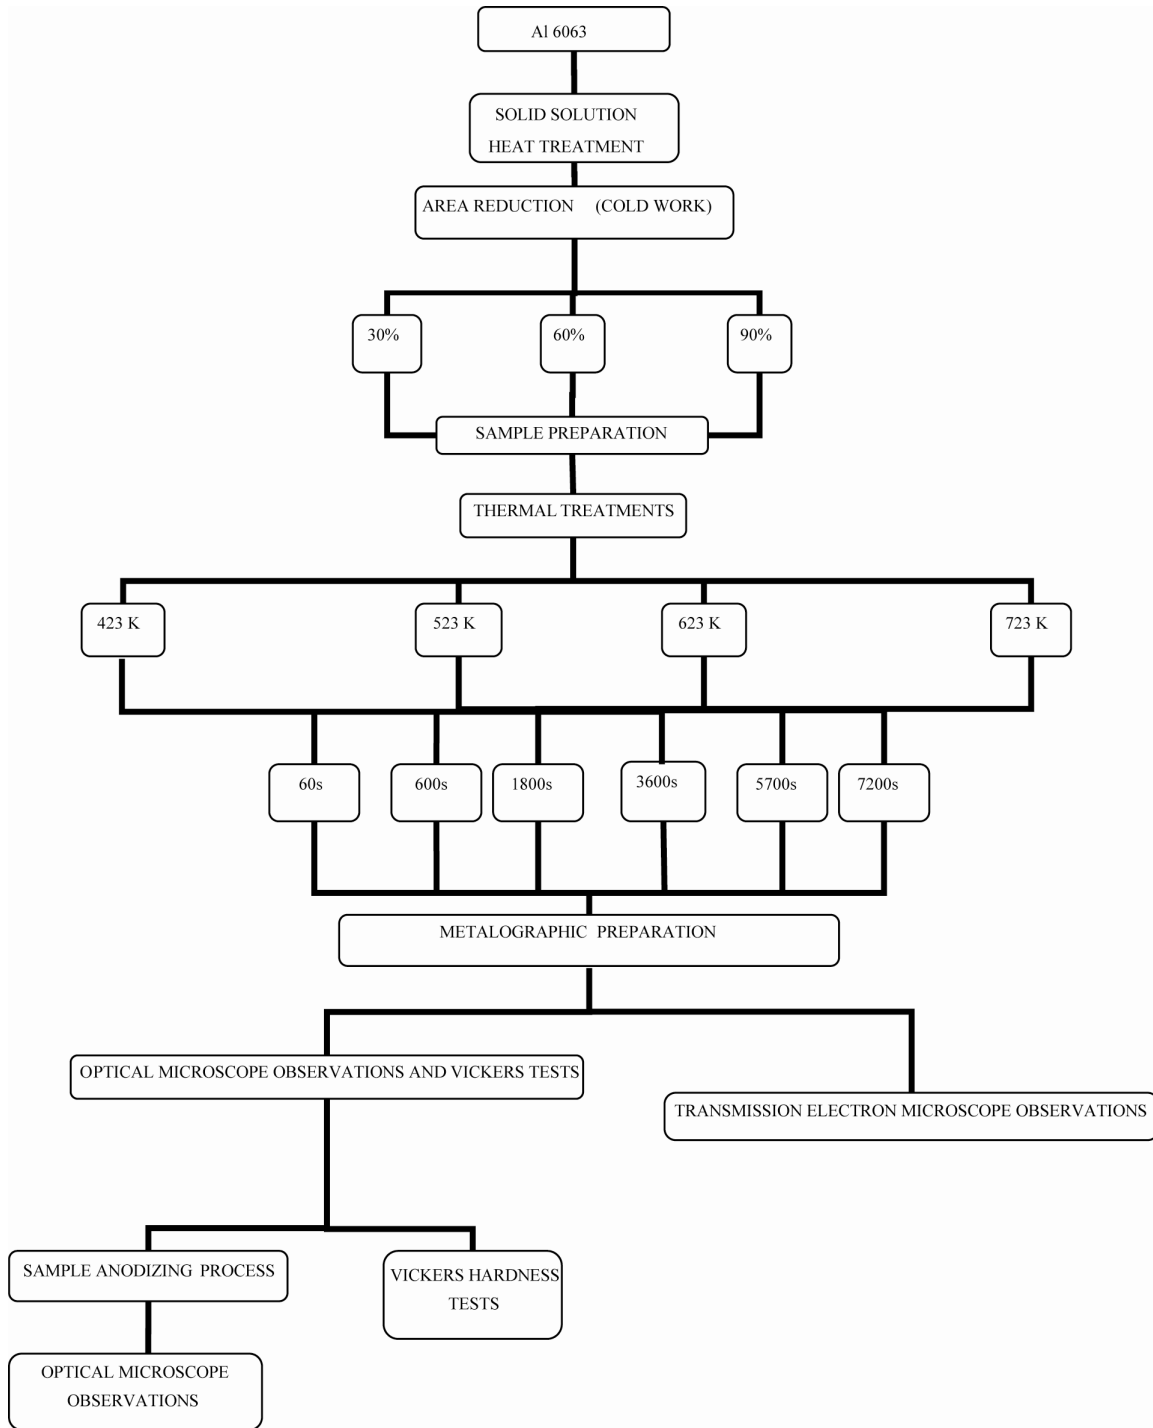 Al 6063
SOLID SOLUTION
HEAT TREATMENT
AREA REDUCTION (COLD WORK)
30%
60%
90%
SAMPLE PREPARATION
THERMAL TREATMENTS
423 K
523 K
623 K
723 K
60s
600s
1800s
3600s
5700s
7200s
METALOGRAPHIC PREPARATION
OPTICAL MICROSCOPE OBSERVATIONS AND VICKERS TESTS
TRANSMISSION ELECTRON MICROSCOPE OBSERVATIONS
SAMPLE ANODIZING PROCESS
VICKERS HARDNESS
TESTS
OPTICAL MICROSCOPE
OBSERVATIONS